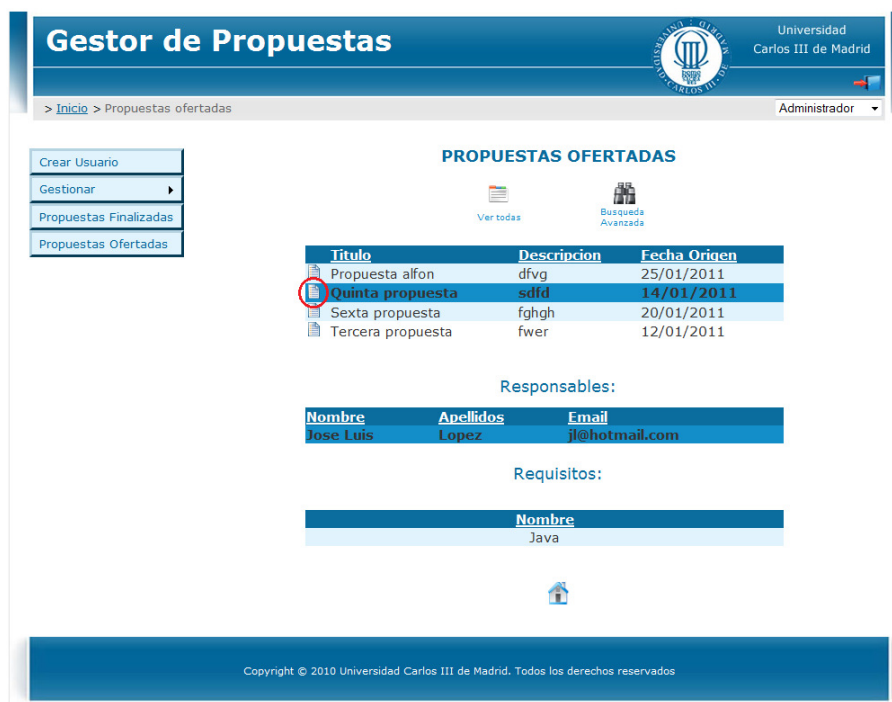 Gestor de Propuestas
Universidad
Carlos III de Madrid
> Inicio > Propuestas ofertadas
Administrador
Crear Usuario
Gestionar
Propuestas Finalizadas
Propuestas Ofertadas
PROPUESTAS OFERTADAS
Ver todas
Busqueda
Avanzada
Titulo Descripcion Fecha Origen
Propuesta alfon dfvg 25/01/2011
Quinta propuesta sdfd 14/01/2011
Sexta propuesta fghgh 20/01/2011
Tercera propuesta fwer 12/01/2011
Responsables:
Nombre Apellidos Email
Jose Luis Lopez jl@hotmail.com
Requisitos:
Nombre
Java
Copyright © 2010 Universidad Carlos III de Madrid. Todos los derechos reservados